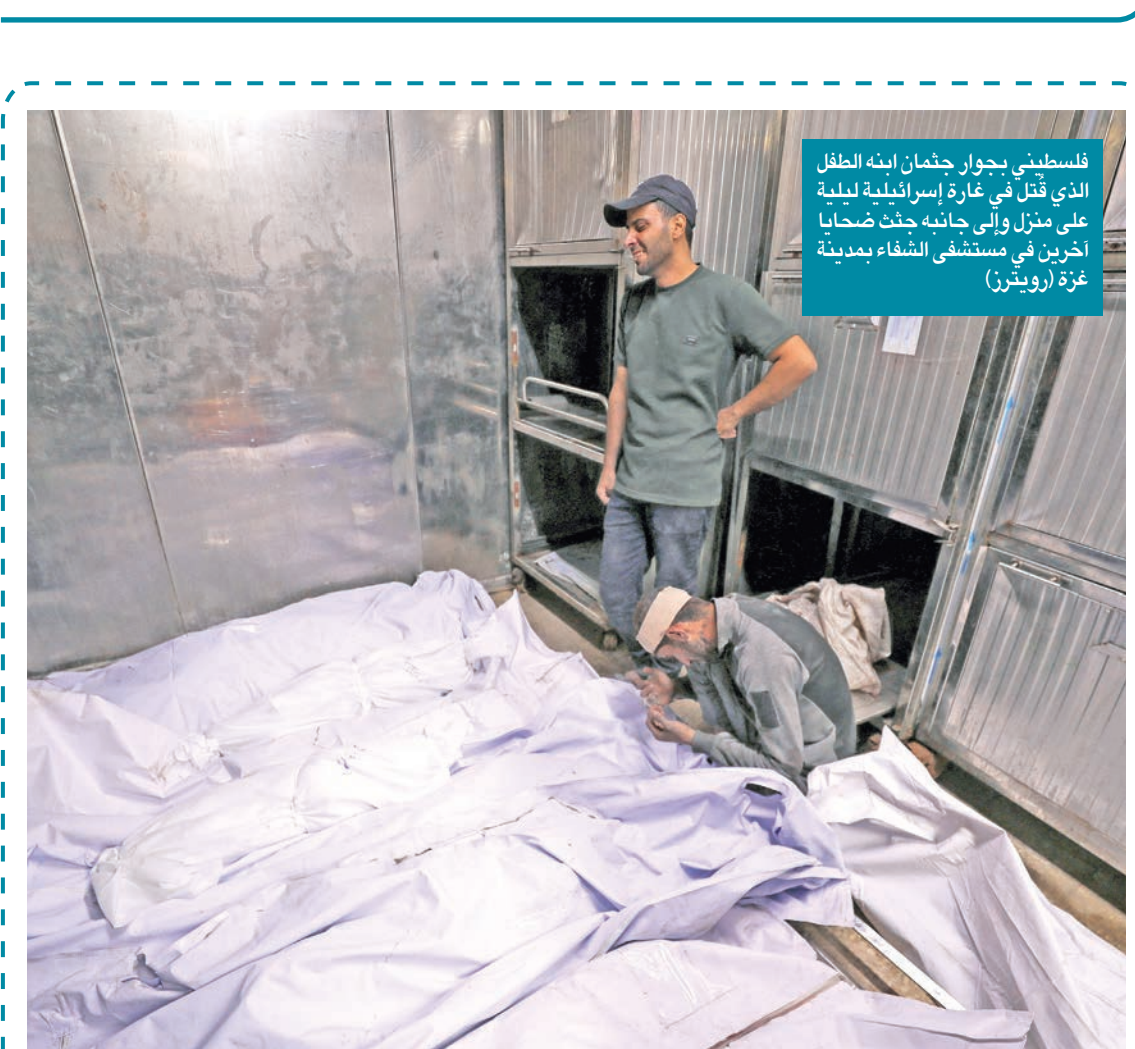 فلسطيني بجوار جثمان ابنه الطفل
الذي قُتل في غارة إسرائيلية ليلية
على منزل وإلى جانبه جثث ضحايا
آخرين في مستشفى الشفاء بمدينة
غزة (رويترز)